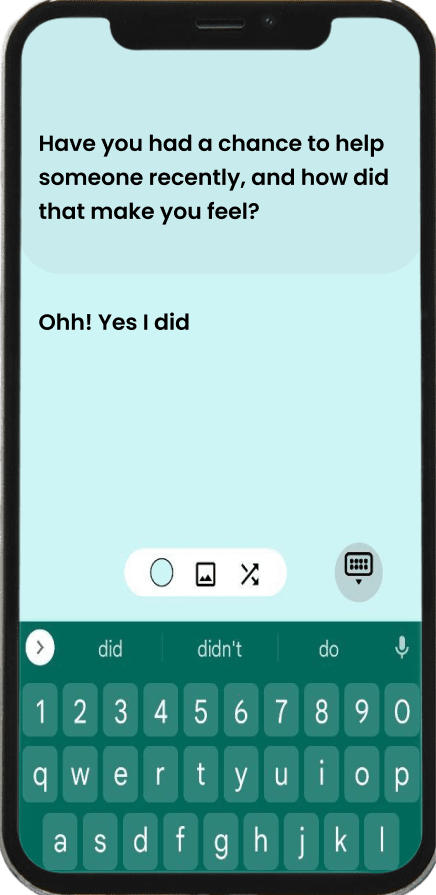 Have you had a chance to help
someone recently, and how did
that make you feel?
Ohh! Yes I did
did didn't do
1 2 3 4 5 6 7 8 9 0
q w e r t y u i o p
a s d f g h j k l